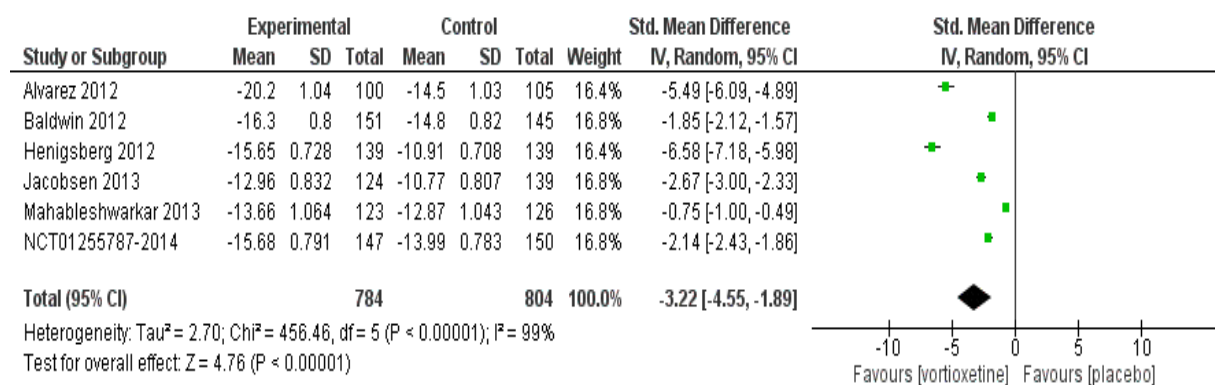 Experimental Control Std. Mean Difference Std. Mean Difference
Study or Subgroup Mean SD Total Mean SD Total Weight IV, Random, 95% CI IV, Random, 95% CI
Alvarez 2012 -20.2 1.04 100 -14.5 1.03 105 16.4% -5.49 [-6.09, -4.89]
Baldwin 2012 -16.3 0.8 151 -14.8 0.82 145 16.8% -1.85 [-2.12, -1.57]
Henigsberg 2012 -15.65 0.728 139 -10.91 0.708 139 16.4% -6.58 [-7.18, -5.98]
Jacobsen 2013 -12.96 0.832 124 -10.77 0.807 139 16.8% -2.67 [-3.00, -2.33]
Mahableshwarkar 2013 -13.66 1.064 123 -12.87 1.043 126 16.8% -0.75 [-1.00, -0.49]
NCT01255787-2014 -15.68 0.791 147 -13.99 0.783 150 16.8% -2.14 [-2.43, -1.86]
Total (95% CI) 784 804 100.0% -3.22 [-4.55, -1.89]
Heterogeneity: Tau² = 2.70; Chi² = 456.46, df = 5 (P < 0.00001); I² = 99%
Test for overall effect: Z = 4.76 (P < 0.00001)
-10 -5 0 5 10
Favours [vortioxetine] Favours [placebo]